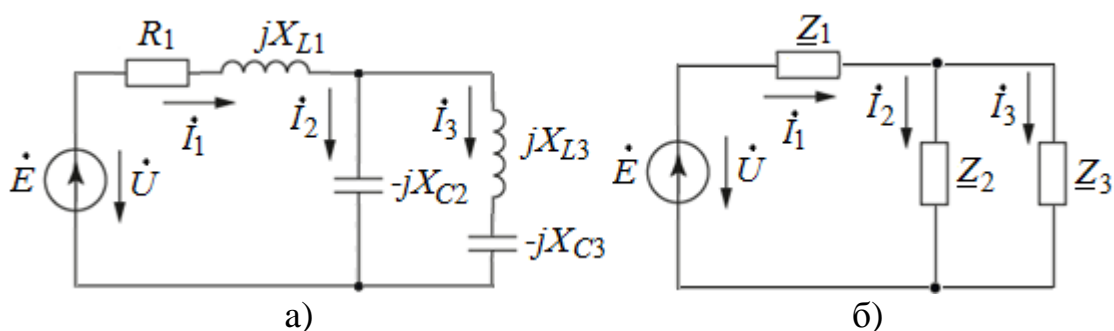 R1
jXL1
İ1
İ2
İ3
Ė
U̇
-jXC2
jXL3
-jXC3
а)
Z1
İ1
İ2
İ3
Ė
U̇
Z2
Z3
б)